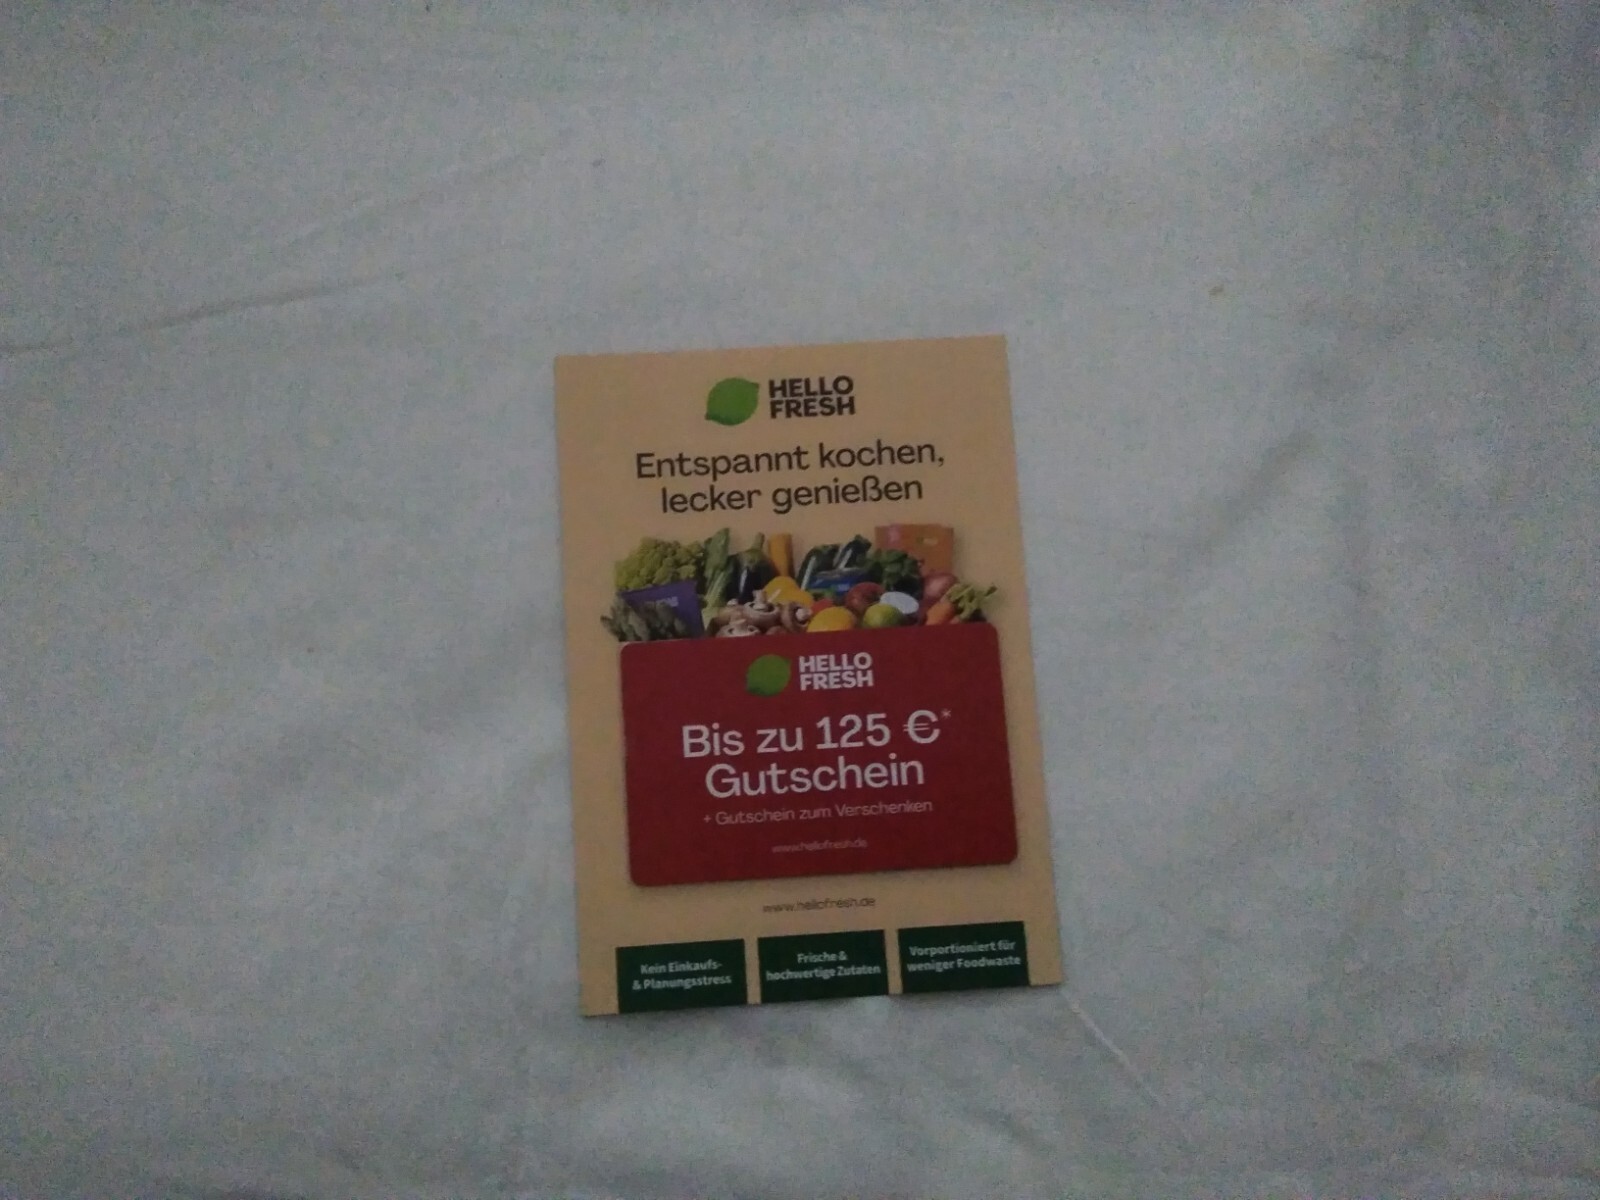 HELLO
FRESH
Entspannt kochen,
lecker genießen
HELLO
FRESH
Bis zu 125 €*
Gutschein
+ Gutschein zum Verschenken
www.hellofresh.de
www.hellofresh.de
Kein Einkaufs-
& Planungsstress
Frische &
hochwertige Zutaten
Vorportioniert für
weniger Foodwaste